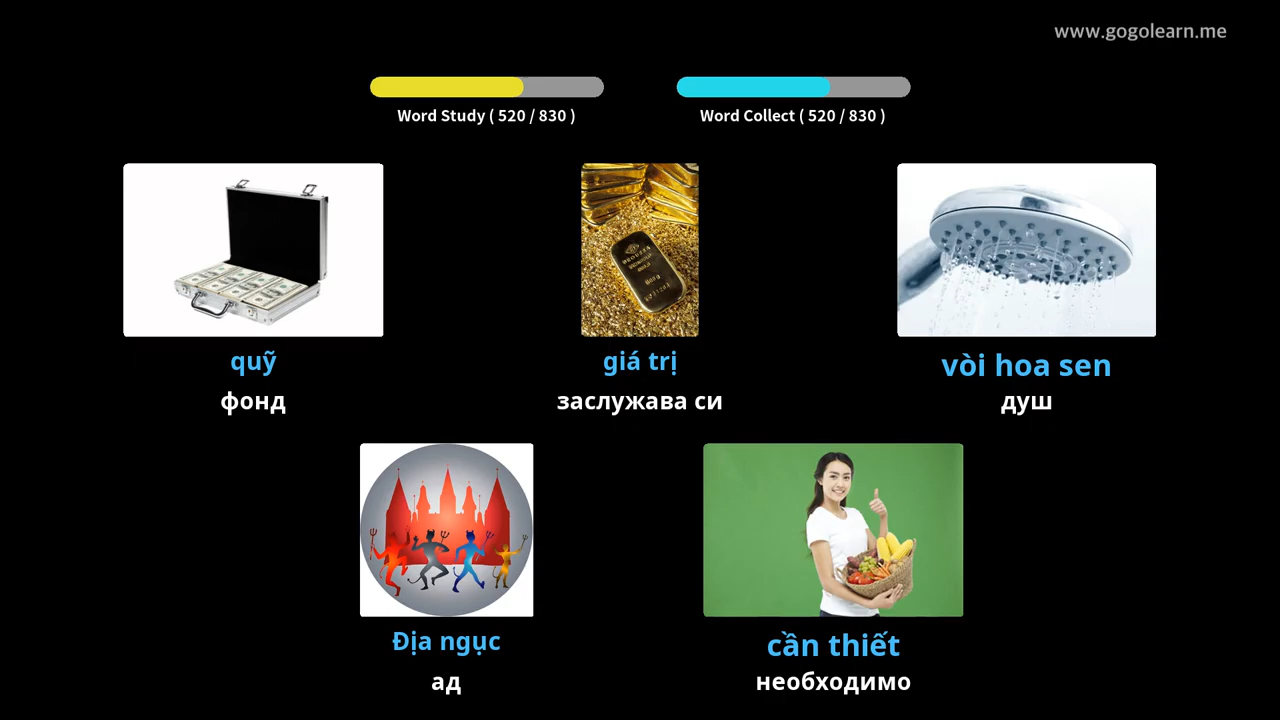 www.gogolearn.me
Word Study ( 520 / 830 )
Word Collect ( 520 / 830 )
quỹ
фонд
giá trị
заслужава си
vòi hoa sen
душ
Địa ngục
ад
cần thiết
необходимо